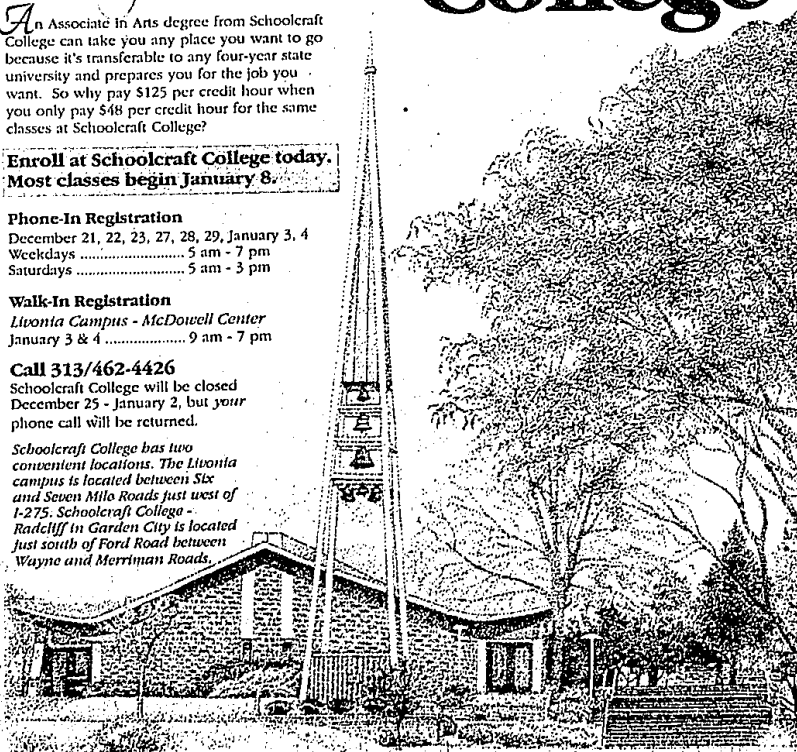 College
An Associate in Arts degree from Schoolcraft
College can take you any place you want to go
because it's transferable to any four-year state
university and prepares you for the job you
want. So why pay $125 per credit hour when
you only pay $48 per credit hour for the same
classes at Schoolcraft College?
Enroll at Schoolcraft College today.
Most classes begin January 8.
Phone-In Registration
December 21, 22, 23, 27, 28, 29, January 3, 4
Weekdays ........................... 5 am - 7 pm
Saturdays ........................... 5 am - 3 pm
Walk-In Registration
Livonia Campus - McDowell Center
January 3 & 4 .................... 9 am - 7 pm
Call 313/462-4426
Schoolcraft College will be closed
December 25 - January 2, but your
phone call will be returned.
Schoolcraft College has two
convenient locations. The Livonia
campus is located between Six
and Seven Mile Roads just west of
I-275. Schoolcraft College -
Radcliff in Garden City is located
just south of Ford Road between
Wayne and Merriman Roads.